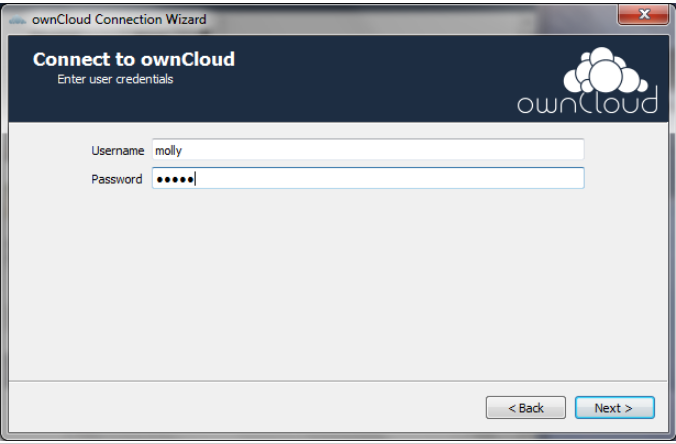 ownCloud Connection Wizard
Connect to ownCloud
Enter user credentials
ownCloud
Username molly
Password •••••
< Back Next >